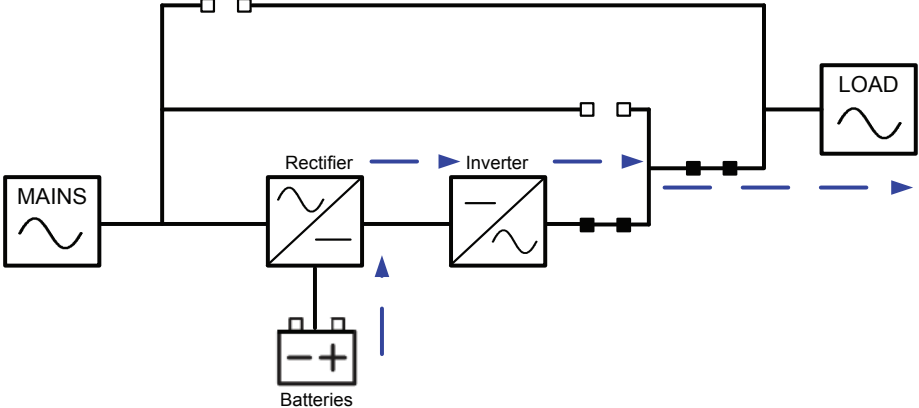 LOAD
Rectifier
Inverter
MAINS
Batteries